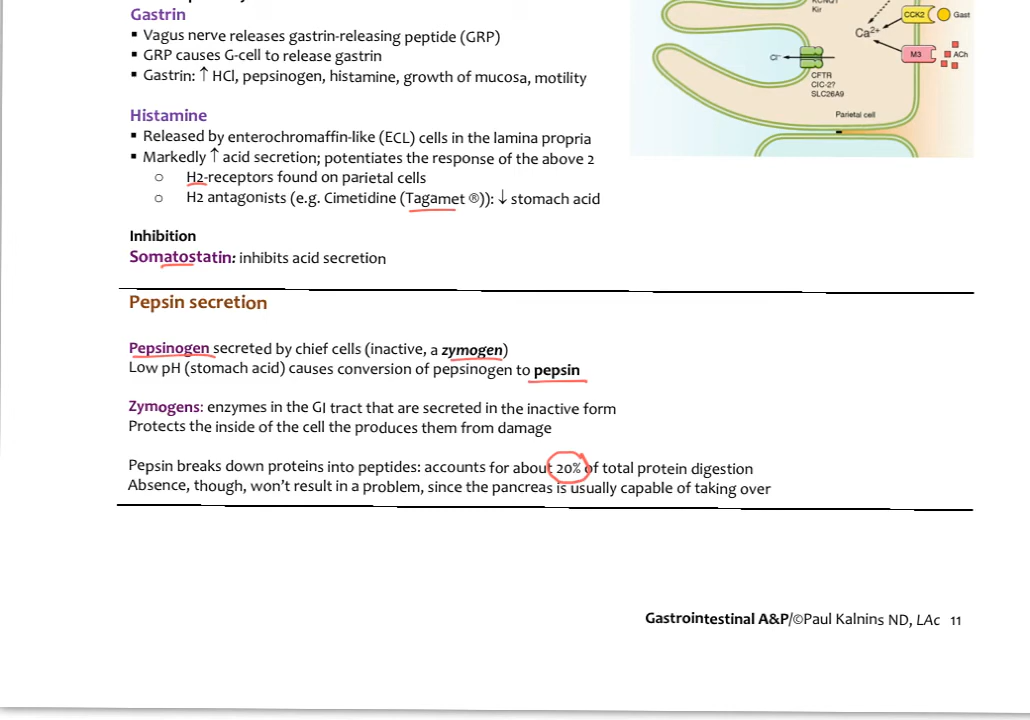 Gastrin
▪ Vagus nerve releases gastrin-releasing peptide (GRP)
▪ GRP causes G-cell to release gastrin
▪ Gastrin: ↑ HCl, pepsinogen, histamine, growth of mucosa, motility
Histamine
▪ Released by enterochromaffin-like (ECL) cells in the lamina propria
▪ Markedly ↑ acid secretion; potentiates the response of the above 2
○ H2-receptors found on parietal cells
○ H2 antagonists (e.g. Cimetidine (Tagamet ®)): ↓ stomach acid
Inhibition
Somatostatin: inhibits acid secretion
Kir
CCK2
Gast
Ca²⁺
M3
ACh
Cl⁻
CFTR
ClC-2?
SLC26A9
Parietal cell
Pepsin secretion
Pepsinogen secreted by chief cells (inactive, a zymogen)
Low pH (stomach acid) causes conversion of pepsinogen to pepsin
Zymogens: enzymes in the GI tract that are secreted in the inactive form
Protects the inside of the cell the produces them from damage
Pepsin breaks down proteins into peptides: accounts for about 20% of total protein digestion
Absence, though, won't result in a problem, since the pancreas is usually capable of taking over
Gastrointestinal A&P/©Paul Kalnins ND, LAc 11